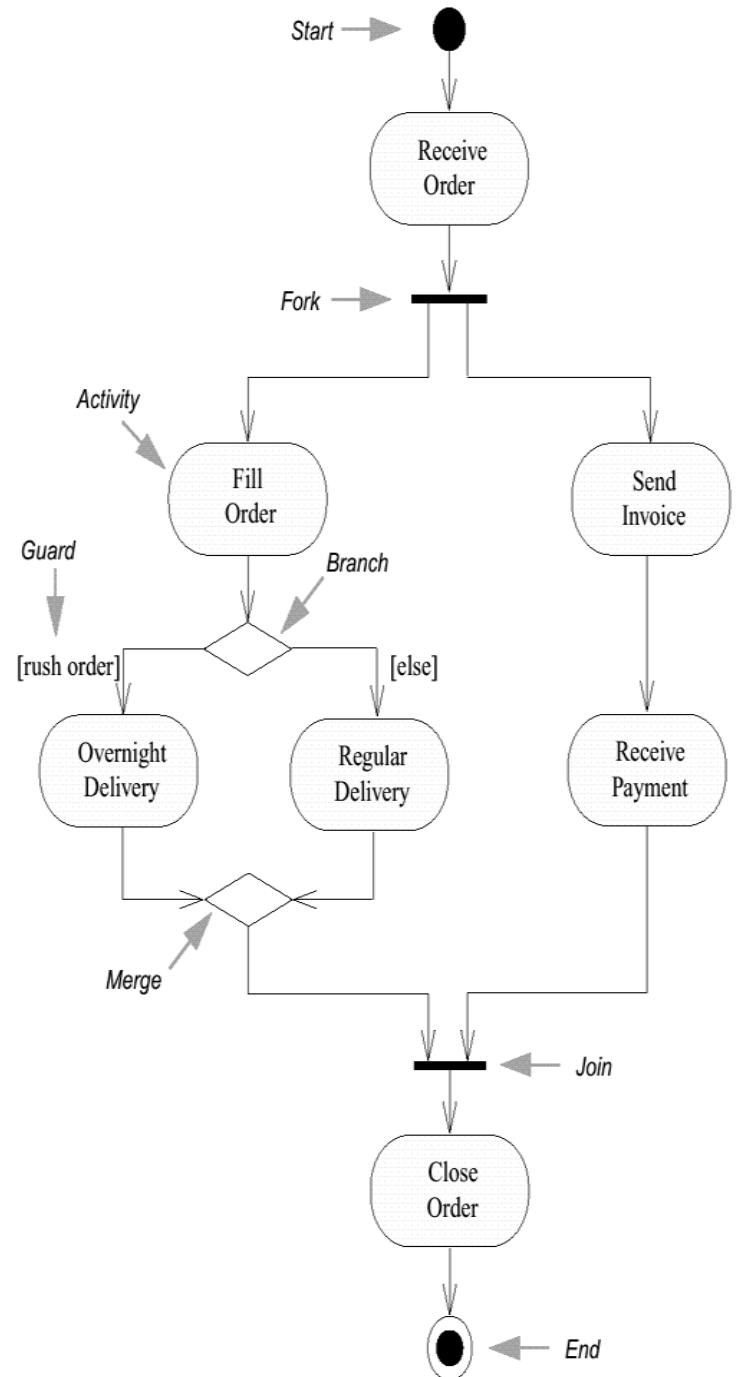 Start
Receive
Order
Fork
Activity
Fill
Order
Send
Invoice
Guard
Branch
[rush order]
[else]
Overnight
Delivery
Regular
Delivery
Receive
Payment
Merge
Join
Close
Order
End